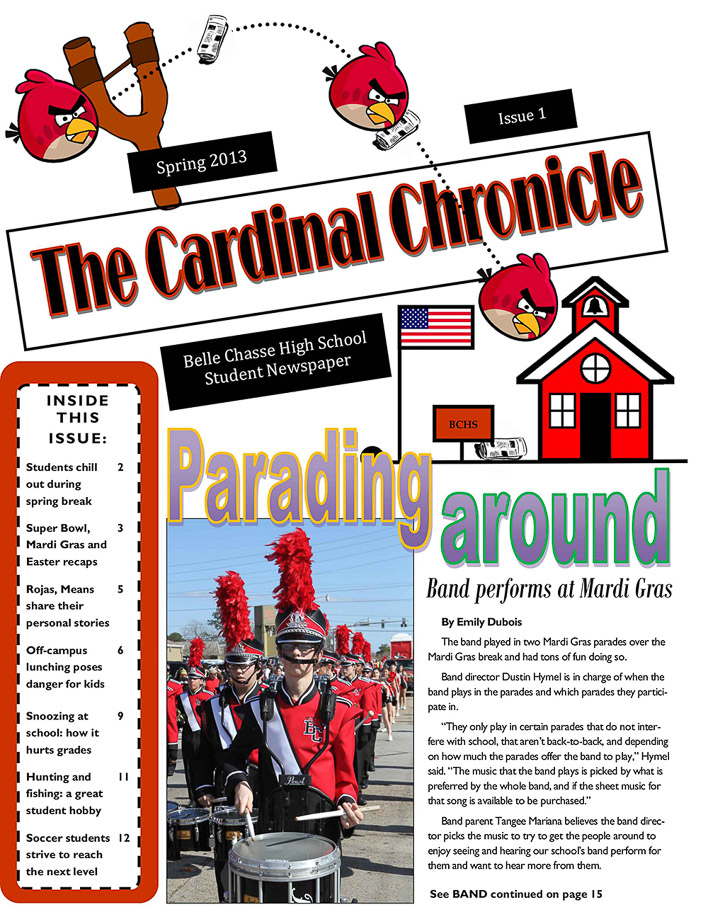 Spring 2013
Issue 1
The Cardinal Chronicle
Belle Chasse High School
Student Newspaper
BCHS
INSIDE
THIS
ISSUE:
Students chill 2
out during
spring break
Super Bowl, 3
Mardi Gras and
Easter recaps
Rojas, Means 5
share their
personal stories
Off-campus 6
lunching poses
danger for kids
Snoozing at 9
school: how it
hurts grades
Hunting and 11
fishing: a great
student hobby
Soccer students 12
strive to reach
the next level
Parading
around
Band performs at Mardi Gras
By Emily Dubois
The band played in two Mardi Gras parades over the
Mardi Gras break and had tons of fun doing so.
Band director Dustin Hymel is in charge of when the
band plays in the parades and which parades they partici-
pate in.
“They only play in certain parades that do not inter-
fere with school, that aren’t back-to-back, and depending
on how much the parades offer the band to play,” Hymel
said. “The music that the band plays is picked by what is
preferred by the whole band, and if the sheet music for
that song is available to be purchased.”
Band parent Tangee Mariana believes the band direc-
tor picks the music to try to get the people around to
enjoy seeing and hearing our school’s band perform for
them and want to hear more from them.
See BAND continued on page 15
BC
Pearl